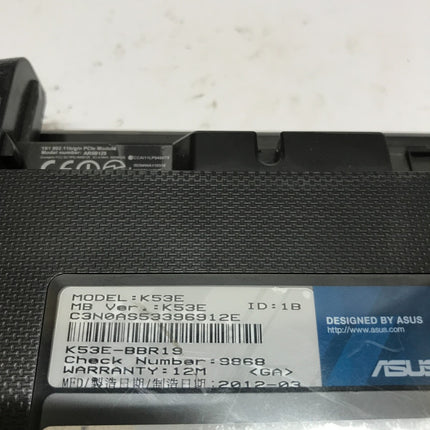 1X1 802.11b/g/n PCIe Module
Model number: AR5B125
MODEL:K53E
MB Ver.:K53E ID:1B
C3N0AS53396912E
K53E-BBR19
Check Number:9868
WARRANTY:12M <GA>
MFD/製造日期/制造日期:2012-03
DESIGNED BY ASUS
www.asus.com
ASUS